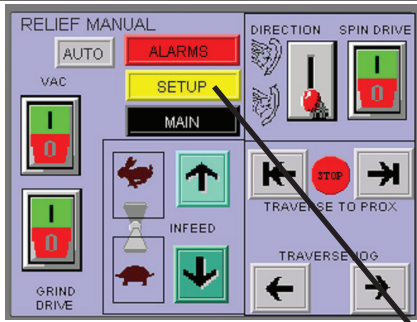 RELIEF MANUAL
AUTO
ALARMS
SETUP
MAIN
VAC
I
0
I
0
GRIND
DRIVE
INFEED
DIRECTION
SPIN DRIVE
I
0
STOP
TRAVERSE TO PROX
TRAVERSE JOG